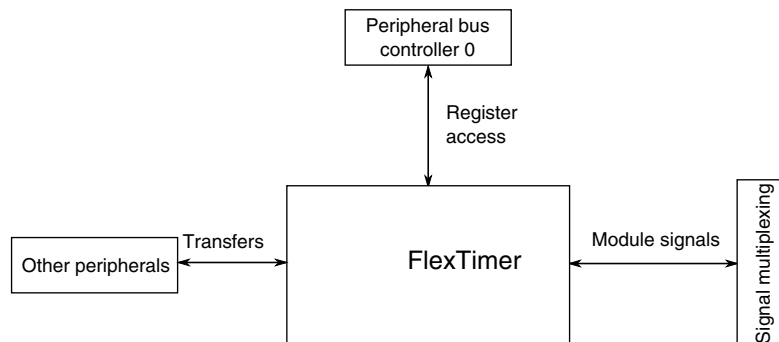 Peripheral bus
controller 0
Register
access
Transfers
Other peripherals
FlexTimer
Module signals
Signal multiplexing